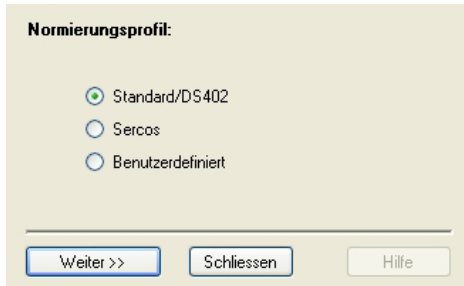 Normierungsprofil:
Standard/DS402
Sercos
Benutzerdefiniert
Weiter >> Schliessen Hilfe